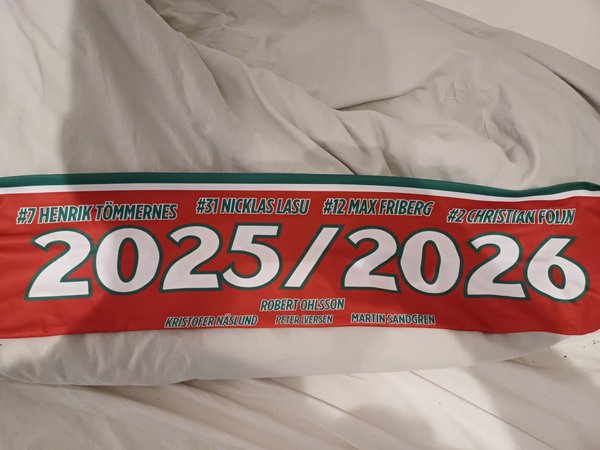 #7 HENRIK TÖMMERNES #31 NICKLAS LASU #12 MAX FRIBERG #2 CHRISTIAN FOLIN
2025/2026
ROBERT OHLSSON
KRISTOFER NÄSLUND PETER IVERSEN MARTIN SANDGREN